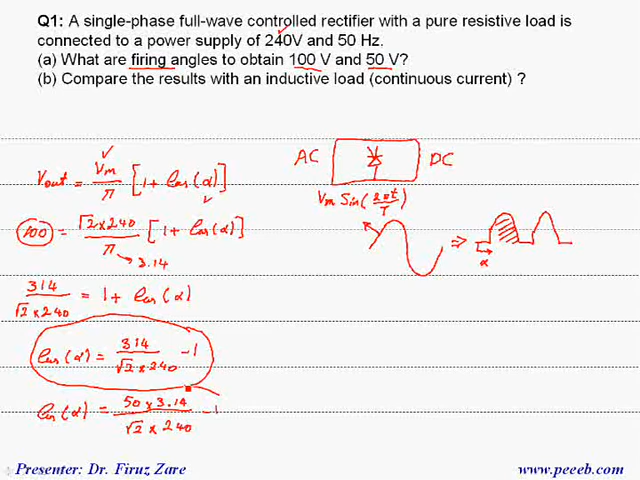 Q1: A single-phase full-wave controlled rectifier with a pure resistive load is
connected to a power supply of 240V and 50 Hz.
(a) What are firing angles to obtain 100 V and 50 V?
(b) Compare the results with an inductive load (continuous current) ?
AC
DC
Vout = Vm/π [1 + Cos(α)]
Vm Sin(2πt/T)
100 = √2×240/π [1 + Cos(α)]
3.14
⇒
α
314/√2×240 = 1 + Cos(α)
Cos(α) = 314/√2×240 -1
Cos(α) = 50×3.14/√2×240 -1
Presenter: Dr. Firuz Zare
www.peeeb.com